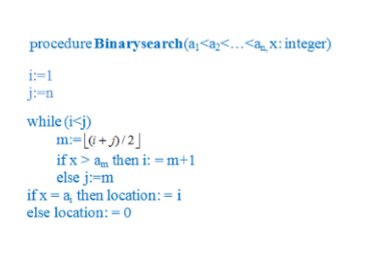 procedure Binarysearch(a₁<a₂<...<aₙ, x: integer)
i:=1
j:=n
while (i<j)
m:=⌊(i + j)/2⌋
if x > aₘ then i: = m+1
else j:=m
if x = aᵢ then location: = i
else location: = 0